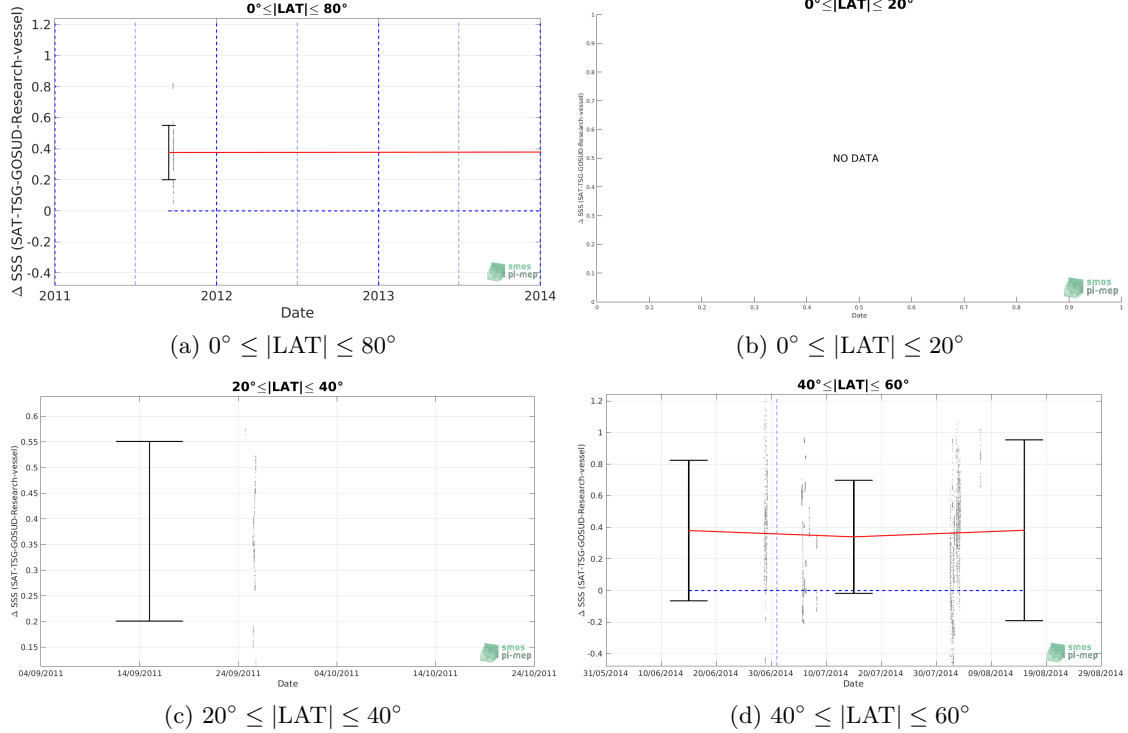 0°≤|LAT|≤ 80°
Δ SSS (SAT-TSG-GOSUD-Research-vessel)
1.2
1
0.8
0.6
0.4
0.2
0
-0.2
-0.4
2011 2012 2013 2014
Date
smos
pi-mep
(a) 0° ≤ |LAT| ≤ 80°
0°≤|LAT|≤ 20°
Δ SSS (SAT-TSG-GOSUD-Research-vessel)
1
0.9
0.8
0.7
0.6
0.5
0.4
0.3
0.2
0.1
0
NO DATA
0 0.1 0.2 0.3 0.4 0.5 0.6 0.7 0.8 0.9 1
Date
smos
pi-mep
(b) 0° ≤ |LAT| ≤ 20°
20°≤|LAT|≤ 40°
Δ SSS (SAT-TSG-GOSUD-Research-vessel)
0.6
0.55
0.5
0.45
0.4
0.35
0.3
0.25
0.2
0.15
04/09/2011 14/09/2011 24/09/2011 04/10/2011 14/10/2011 24/10/2011
Date
smos
pi-mep
(c) 20° ≤ |LAT| ≤ 40°
40°≤|LAT|≤ 60°
Δ SSS (SAT-TSG-GOSUD-Research-vessel)
1.2
1
0.8
0.6
0.4
0.2
0
-0.2
-0.4
31/05/2014 10/06/2014 20/06/2014 30/06/2014 10/07/2014 20/07/2014 30/07/2014 09/08/2014 19/08/2014 29/08/2014
Date
smos
pi-mep
(d) 40° ≤ |LAT| ≤ 60°